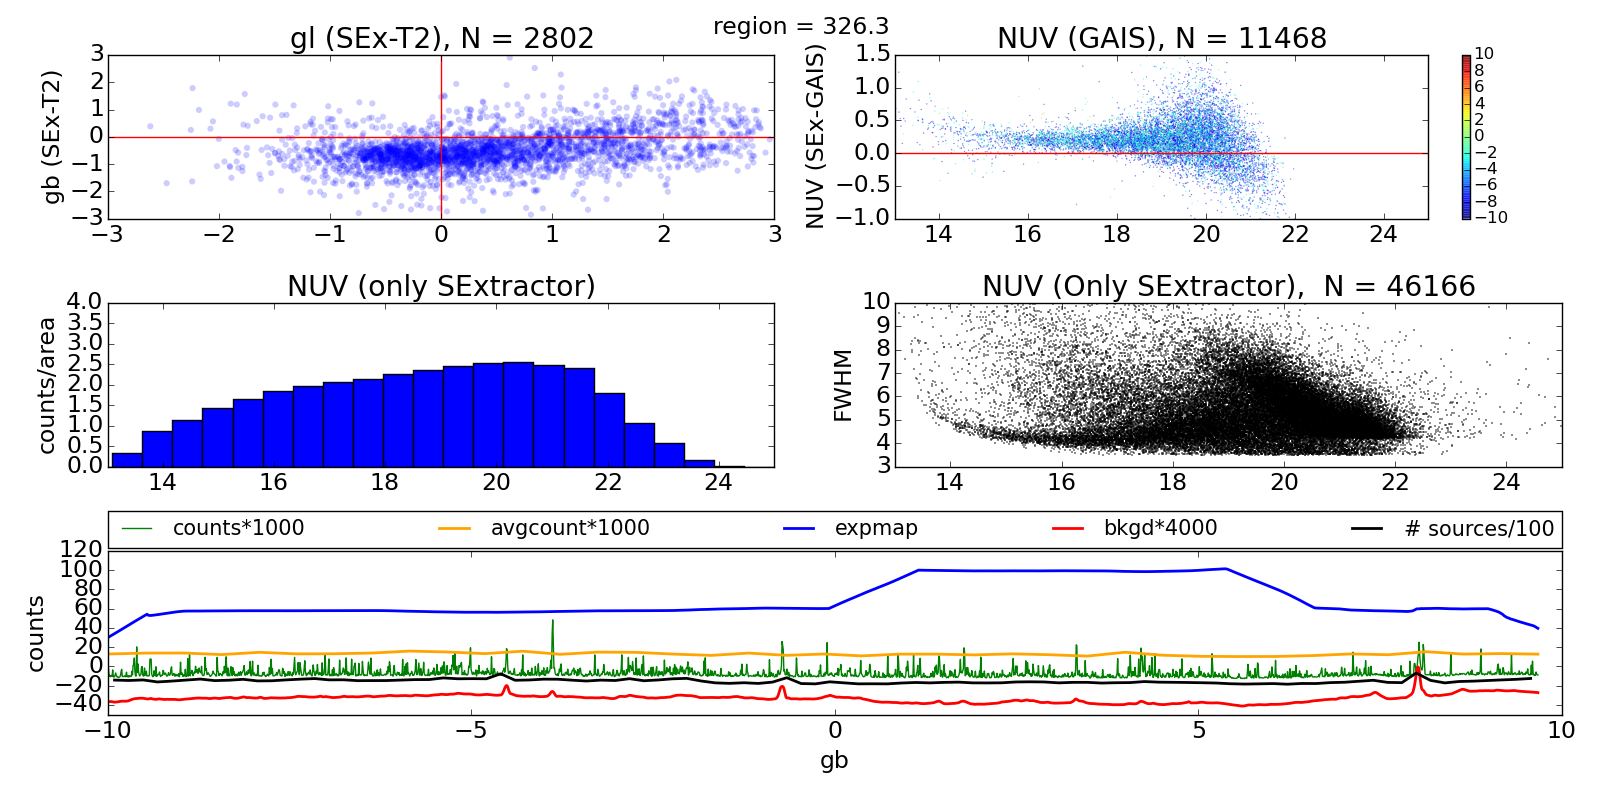 region = 326.3
gl (SEx-T2), N = 2802
gb (SEx-T2)
3
2
1
0
−1
−2
−3
−3 −2 −1 0 1 2 3
NUV (GAIS), N = 11468
NUV (SEx-GAIS)
1.5
1.0
0.5
0.0
−0.5
−1.0
14 16 18 20 22 24
10
8
6
4
2
0
−2
−4
−6
−8
−10
NUV (only SExtractor)
counts/area
4.0
3.5
3.0
2.5
2.0
1.5
1.0
0.5
0.0
14 16 18 20 22 24
NUV (Only SExtractor), N = 46166
FWHM
10
9
8
7
6
5
4
3
14 16 18 20 22 24
counts*1000 avgcount*1000 expmap bkgd*4000 # sources/100
counts
120
100
80
60
40
20
0
−20
−40
−10 −5 0 5 10
gb